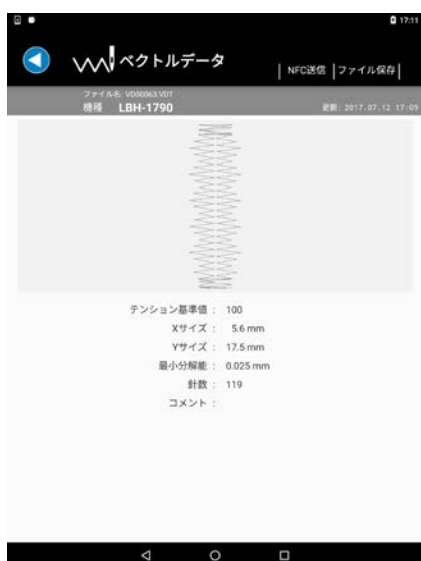 17:11
ベクトルデータ
NFC送信 ファイル保存
ファイル名: VD00063.VDT
機種 LBH-1790
更新: 2017.07.12 17:09
テンション基準値 : 100
Xサイズ : 5.6 mm
Yサイズ : 17.5 mm
最小分解能 : 0.025 mm
針数 : 119
コメント :